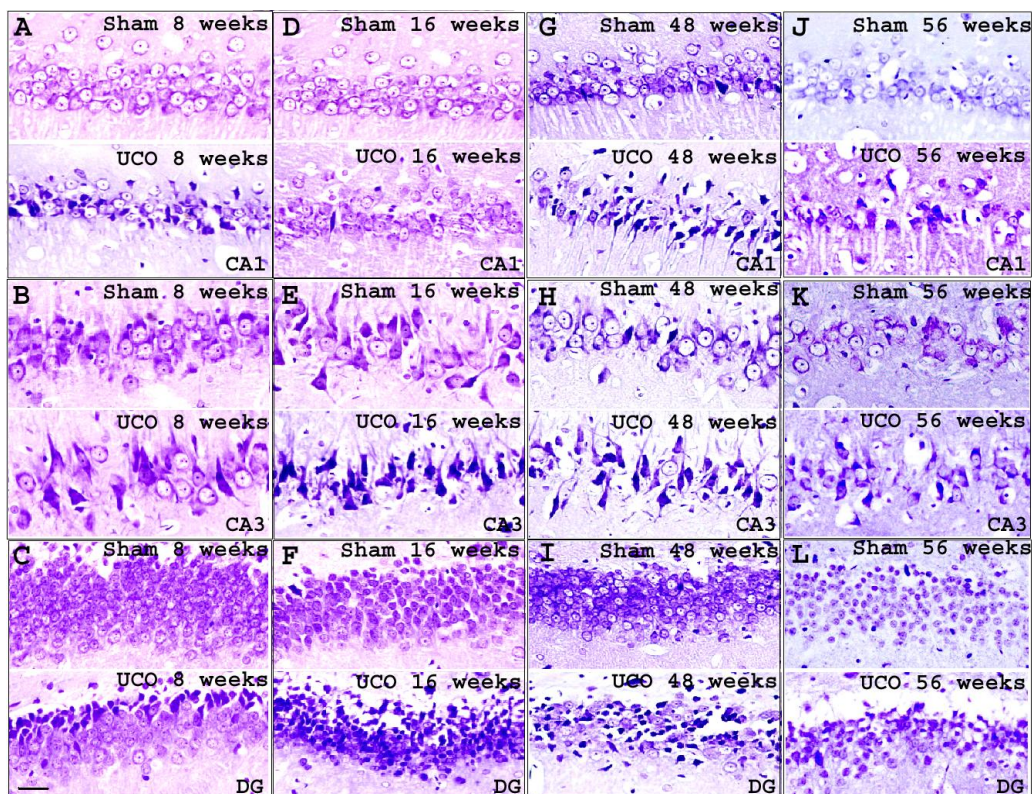 A Sham 8 weeks
UCO 8 weeks
CA1
D Sham 16 weeks
UCO 16 weeks
CA1
G Sham 48 weeks
UCO 48 weeks
CA1
J Sham 56 weeks
UCO 56 weeks
CA1
B Sham 8 weeks
UCO 8 weeks
CA3
E Sham 16 weeks
UCO 16 weeks
CA3
H Sham 48 weeks
UCO 48 weeks
CA3
K Sham 56 weeks
UCO 56 weeks
CA3
C Sham 8 weeks
UCO 8 weeks
DG
F Sham 16 weeks
UCO 16 weeks
DG
I Sham 48 weeks
UCO 48 weeks
DG
L Sham 56 weeks
UCO 56 weeks
DG